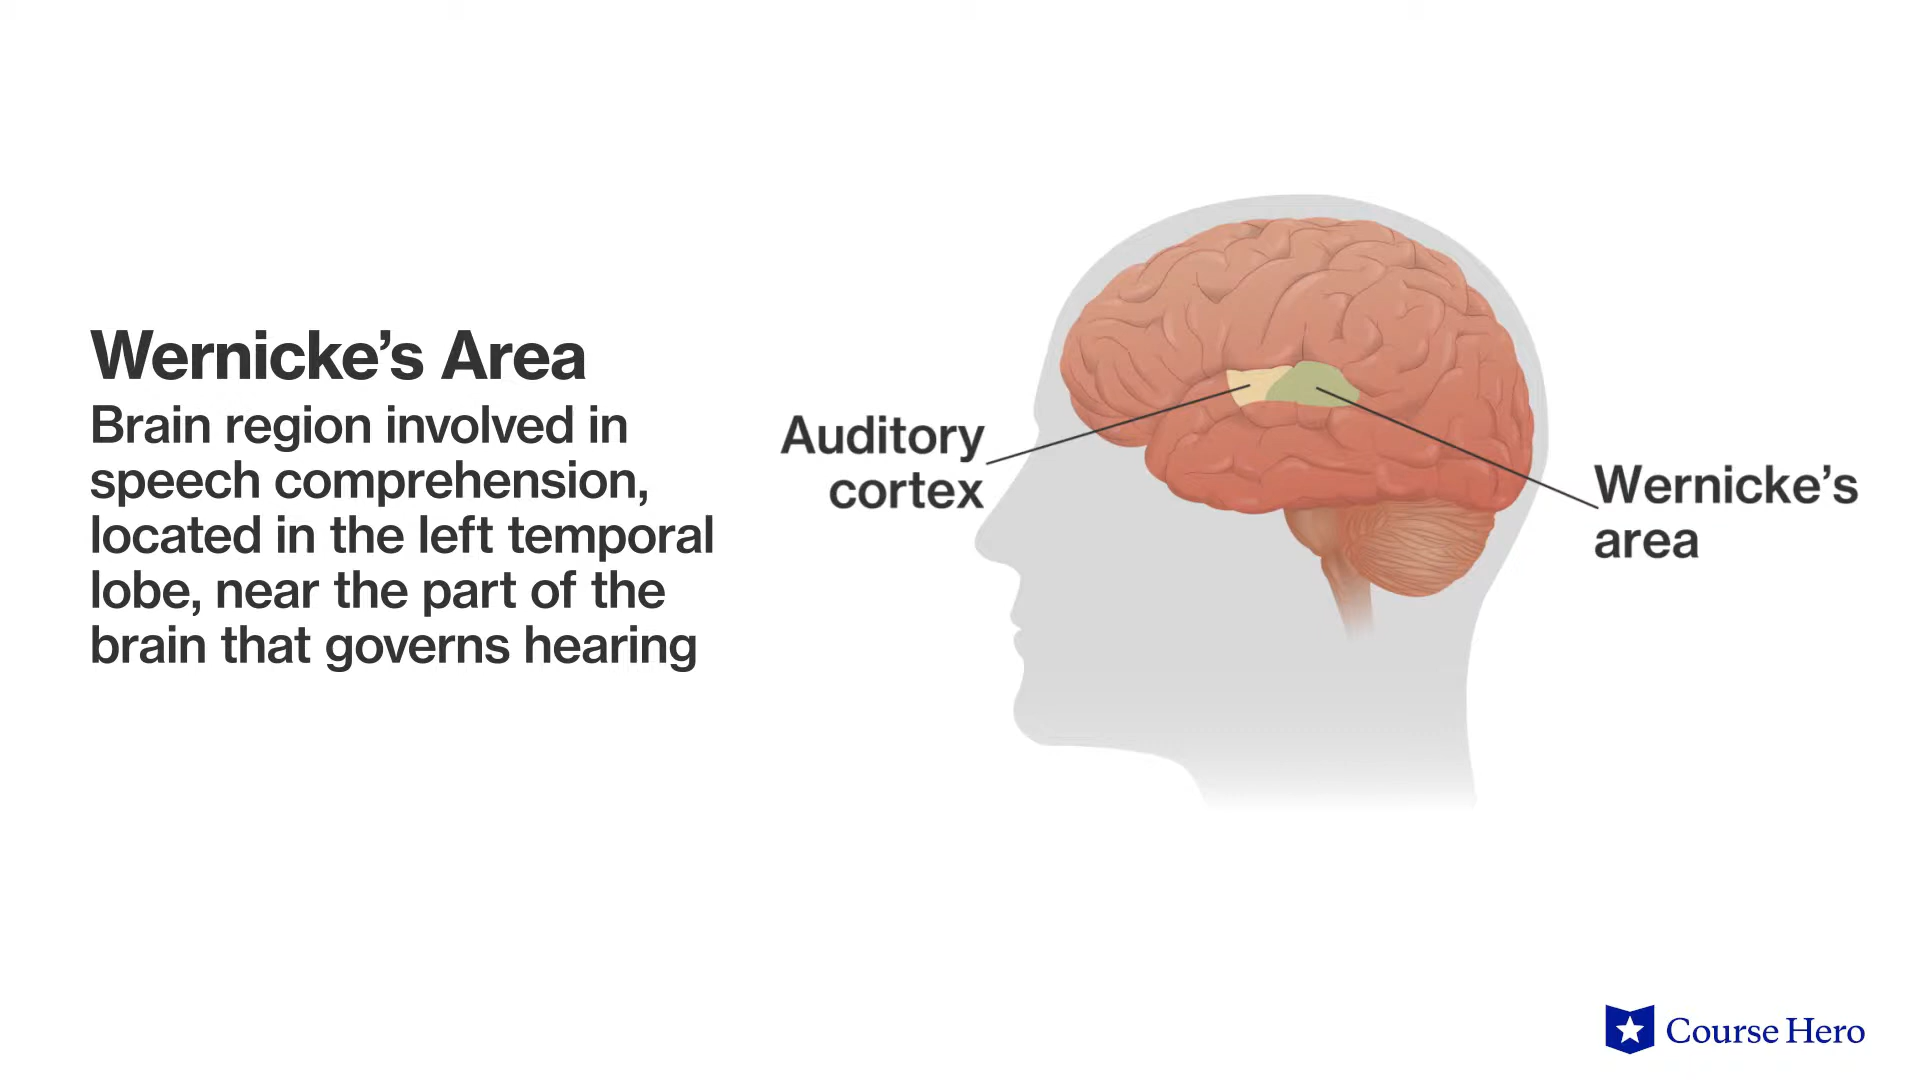 Wernicke’s Area
Brain region involved in
speech comprehension,
located in the left temporal
lobe, near the part of the
brain that governs hearing
Auditory
cortex
Wernicke’s
area
Course Hero